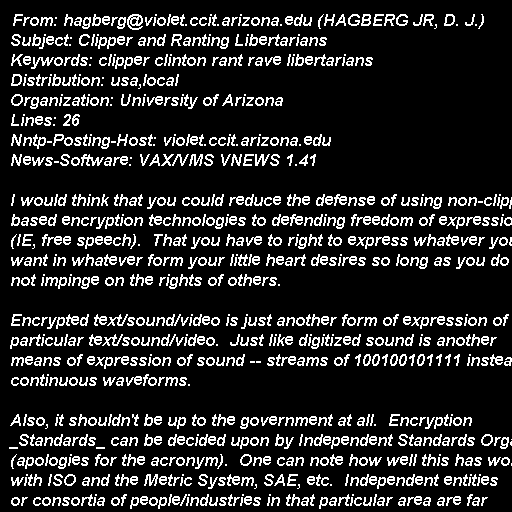 From: hagberg@violet.ccit.arizona.edu (HAGBERG JR, D. J.)
Subject: Clipper and Ranting Libertarians
Keywords: clipper clinton rant rave libertarians
Distribution: usa,local
Organization: University of Arizona
Lines: 26
Nntp-Posting-Host: violet.ccit.arizona.edu
News-Software: VAX/VMS VNEWS 1.41

I would think that you could reduce the defense of using non-clipp
based encryption technologies to defending freedom of expressio
(IE, free speech).  That you have to right to express whatever you
want in whatever form your little heart desires so long as you do
not impinge on the rights of others.

Encrypted text/sound/video is just another form of expression of
particular text/sound/video.  Just like digitized sound is another
means of expression of sound -- streams of 100100101111 instea
continuous waveforms.

Also, it shouldn't be up to the government at all.  Encryption
_Standards_ can be decided upon by Independent Standards Orga
(apologies for the acronym).  One can note how well this has wo
with ISO and the Metric System, SAE, etc.  Independent entities
or consortia of people/industries in that particular area are far